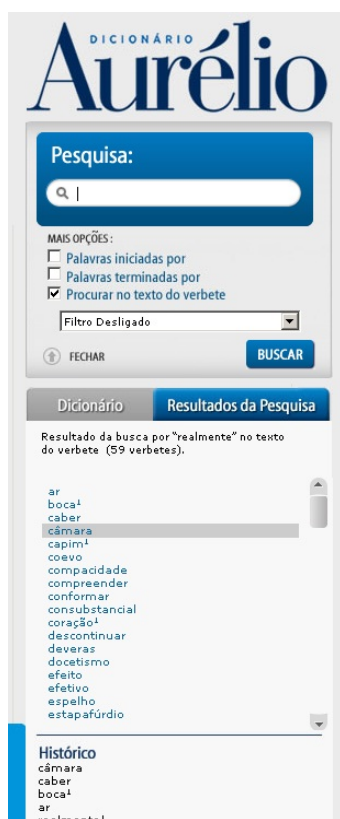 DICIONÁRIO
Aurélio
Pesquisa:
MAIS OPÇÕES:
Palavras iniciadas por
Palavras terminadas por
Procurar no texto do verbete
Filtro Desligado
FECHAR
BUSCAR
Dicionário
Resultados da Pesquisa
Resultado da busca por "realmente" no texto
do verbete (59 verbetes).
ar
boca¹
caber
câmara
capim¹
coevo
compacidade
compreender
conformar
consubstancial
coração¹
descontinuar
deveras
docetismo
efeito
efetivo
espelho
estapafúrdio
Histórico
câmara
caber
boca¹
ar